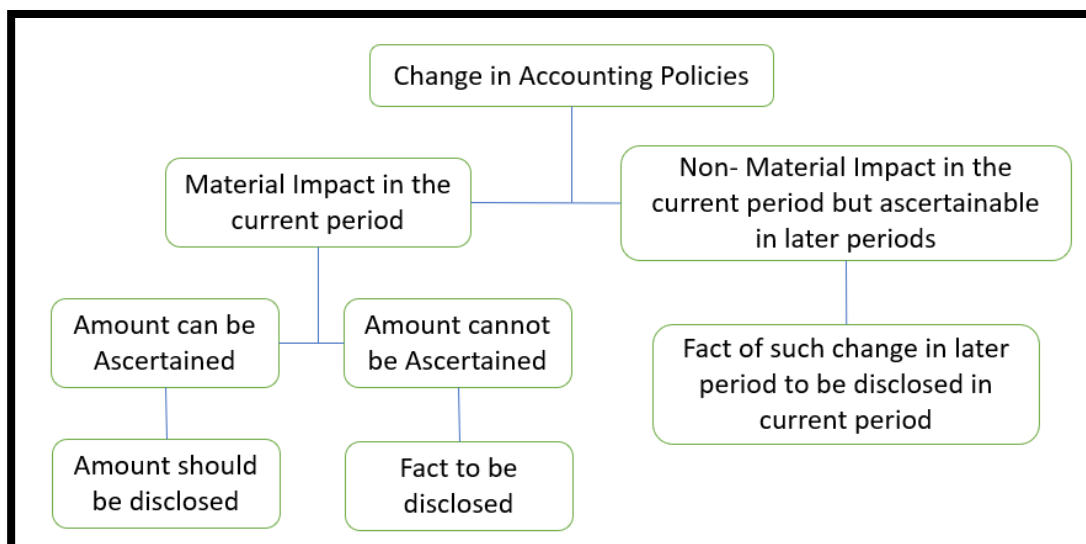 Change in Accounting Policies
Material Impact in the
current period
Non- Material Impact in the
current period but ascertainable
in later periods
Amount can be
Ascertained
Amount cannot
be Ascertained
Fact of such change in later
period to be disclosed in
current period
Amount should
be disclosed
Fact to be
disclosed